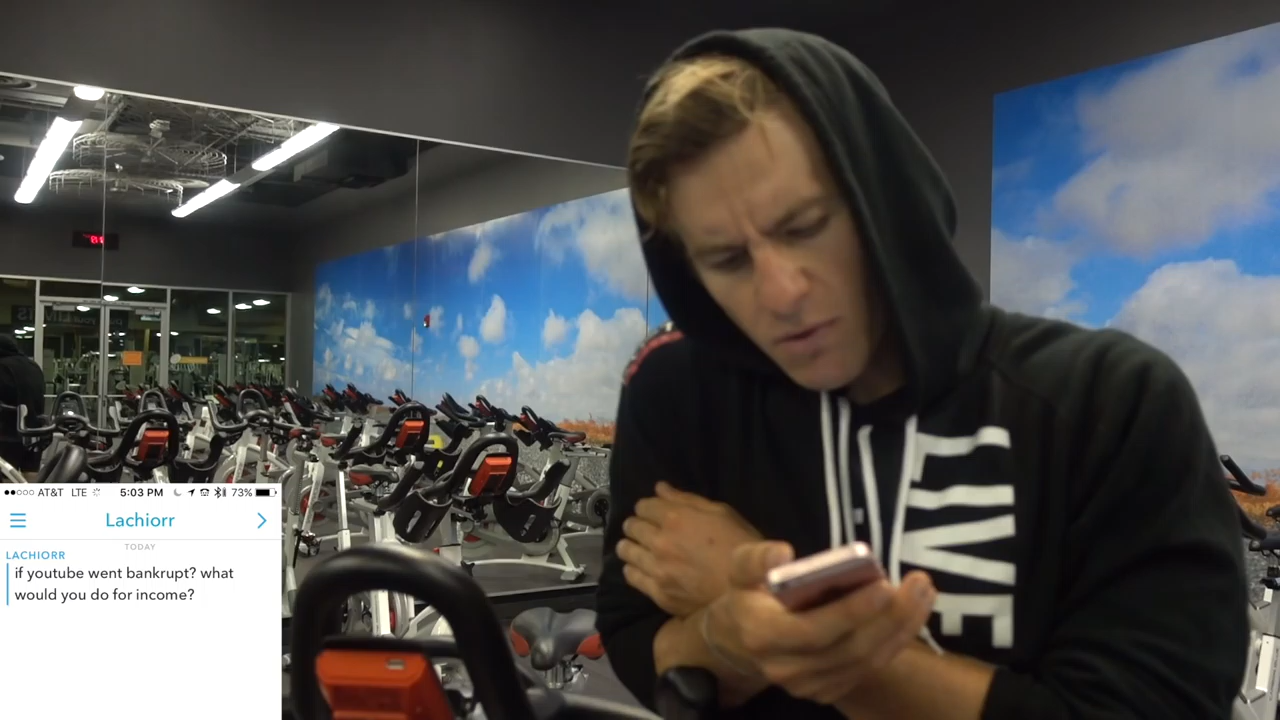 AT&T LTE 5:03 PM 73%
Lachiorr
TODAY
LACHIORR
if youtube went bankrupt? what
would you do for income?
LIVE